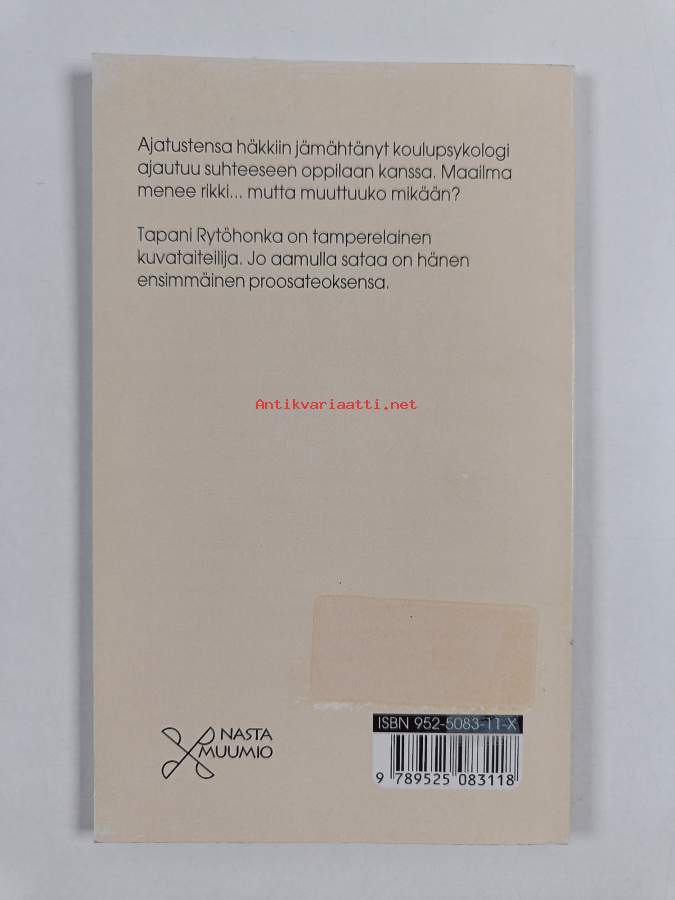 Ajatustensa häkkiin jämähtänyt koulupsykologi
ajautuu suhteeseen oppilaan kanssa. Maailma
menee rikki... mutta muuttuuko mikään?
Tapani Rytöhonka on tamperelainen
kuvataiteilija. Jo aamulla sataa on hänen
ensimmäinen proosateoksensa.
Antikvariaatti.net
ISBN 952-5083-11-X
NASTA
MUUMIO
9 789525 083118